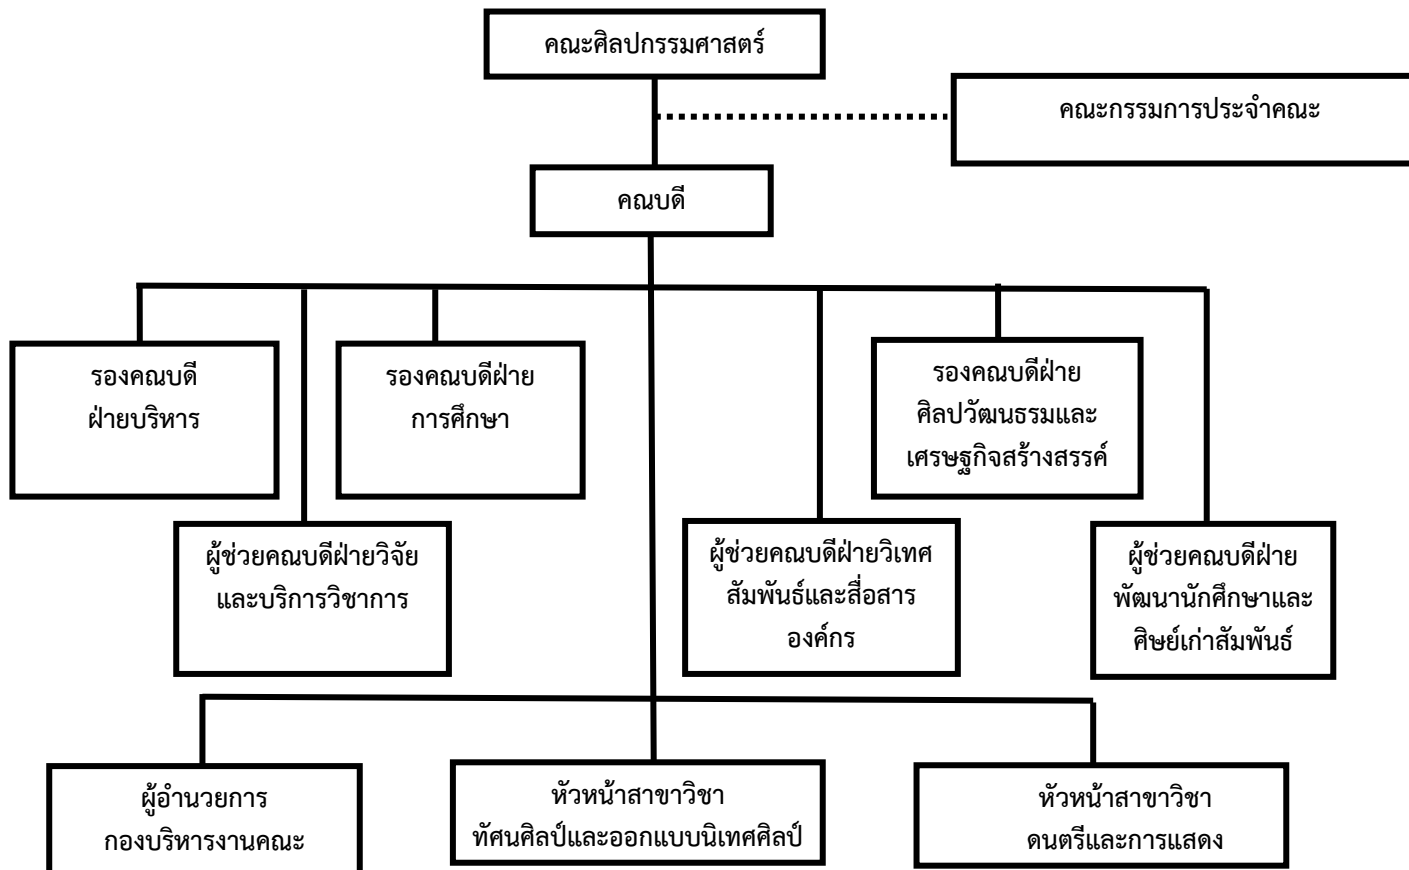 คณะศิลปกรรมศาสตร์
คณะกรรมการประจำคณะ
คณบดี
รองคณบดี
ฝ่ายบริหาร
รองคณบดีฝ่าย
การศึกษา
รองคณบดีฝ่าย
ศิลปวัฒนธรรมและ
เศรษฐกิจสร้างสรรค์
ผู้ช่วยคณบดีฝ่ายวิจัย
และบริการวิชาการ
ผู้ช่วยคณบดีฝ่ายวิเทศ
สัมพันธ์และสื่อสาร
องค์กร
ผู้ช่วยคณบดีฝ่าย
พัฒนานักศึกษาและ
ศิษย์เก่าสัมพันธ์
ผู้อำนวยการ
กองบริหารงานคณะ
หัวหน้าสาขาวิชา
ทัศนศิลป์และออกแบบนิเทศศิลป์
หัวหน้าสาขาวิชา
ดนตรีและการแสดง